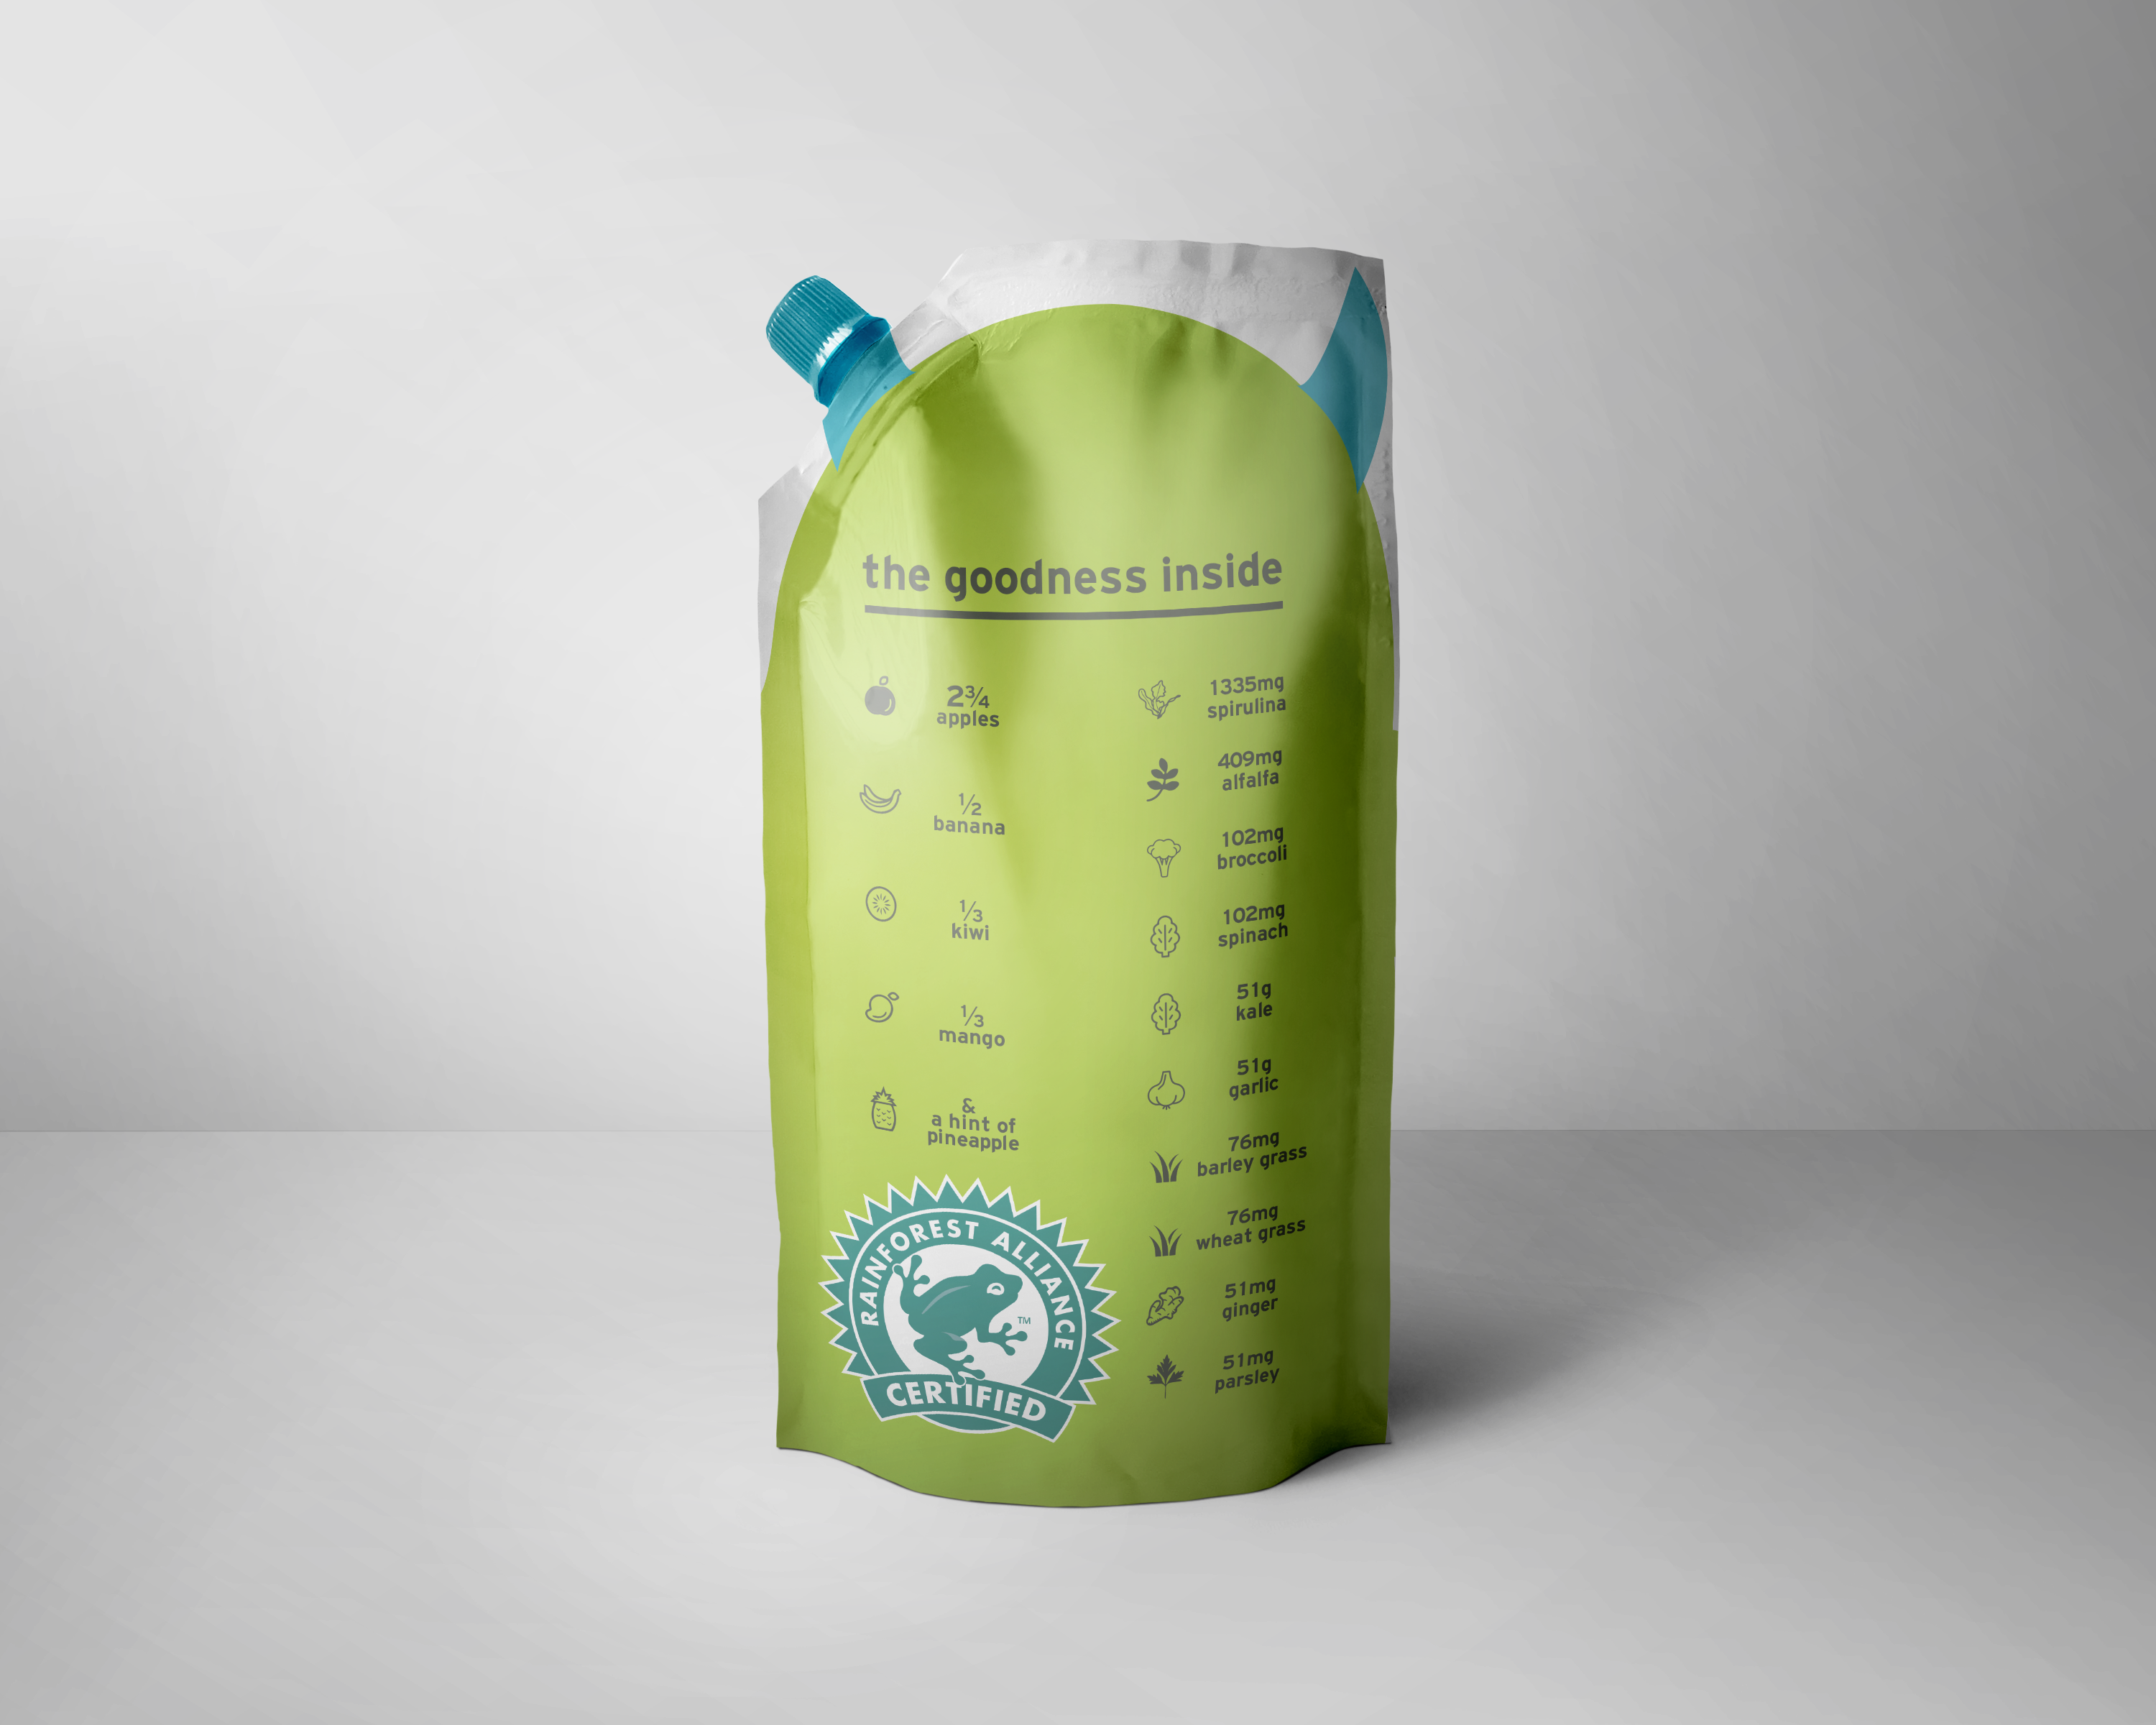 the goodness inside
2¾
apples
½
banana
⅓
kiwi
⅓
mango
&
a hint of
pineapple
1335mg
spirulina
409mg
alfalfa
102mg
broccoli
102mg
spinach
51g
kale
51g
garlic
76mg
barley grass
76mg
wheat grass
51mg
ginger
51mg
parsley
RAINFOREST ALLIANCE
TM
CERTIFIED